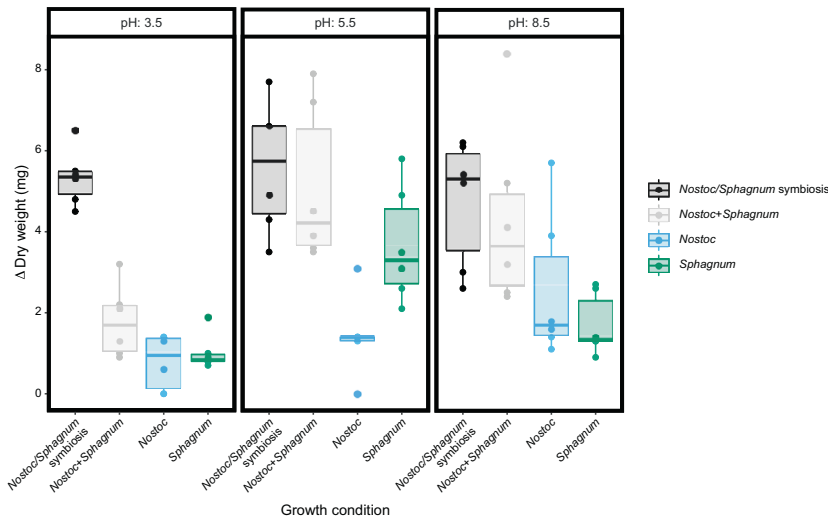 pH: 3.5
pH: 5.5
pH: 8.5
8
6
4
2
0
Δ Dry weight (mg)
Nostoc/Sphagnum
symbiosis
Nostoc+Sphagnum
Nostoc
Sphagnum
Nostoc/Sphagnum
symbiosis
Nostoc+Sphagnum
Nostoc
Sphagnum
Nostoc/Sphagnum
symbiosis
Nostoc+Sphagnum
Nostoc
Sphagnum
Growth condition
Nostoc/Sphagnum symbiosis
Nostoc+Sphagnum
Nostoc
Sphagnum